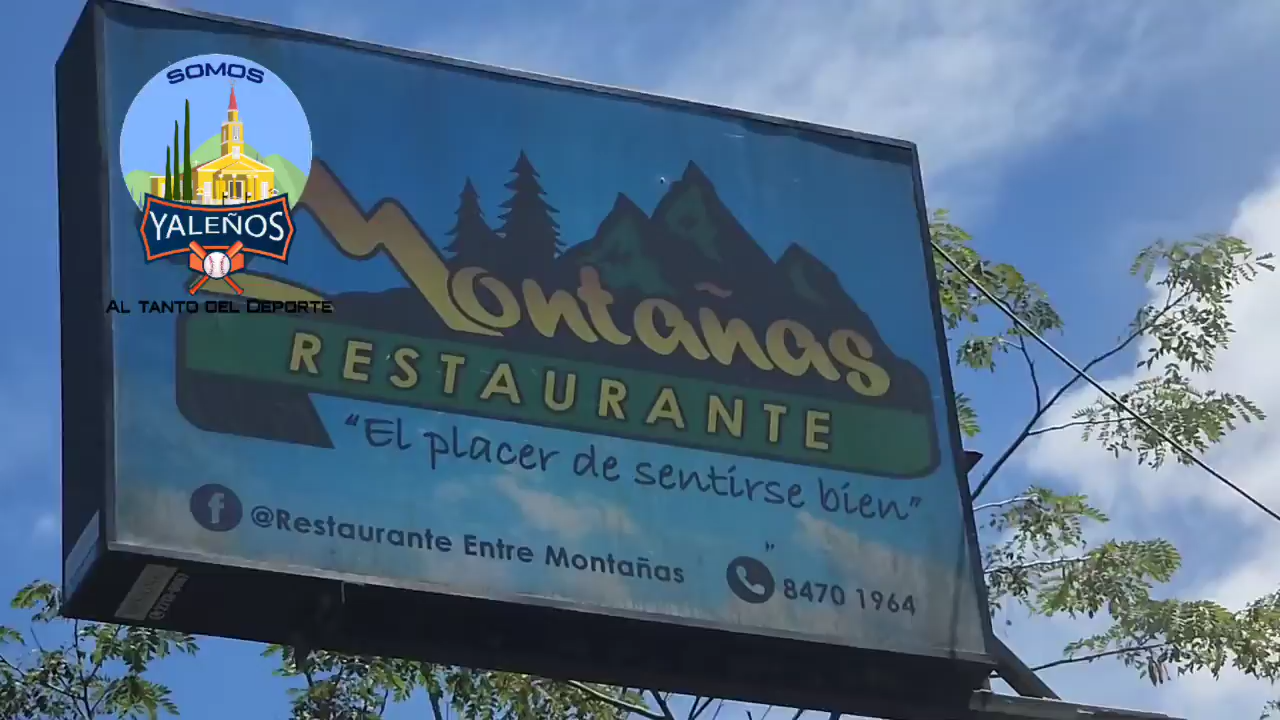 SOMOS
YALEÑOS
AL TANTO DEL DEPORTE
Montañas
RESTAURANTE
“El placer de sentirse bien”
@Restaurante Entre Montañas
8470 1964